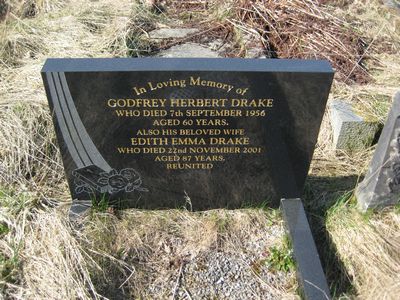 In Loving Memory of
GODFREY HERBERT DRAKE
WHO DIED 7th SEPTEMBER 1956
AGED 60 YEARS,
ALSO HIS BELOVED WIFE
EDITH EMMA DRAKE
WHO DIED 22nd NOVEMBER 2001
AGED 87 YEARS,
REUNITED